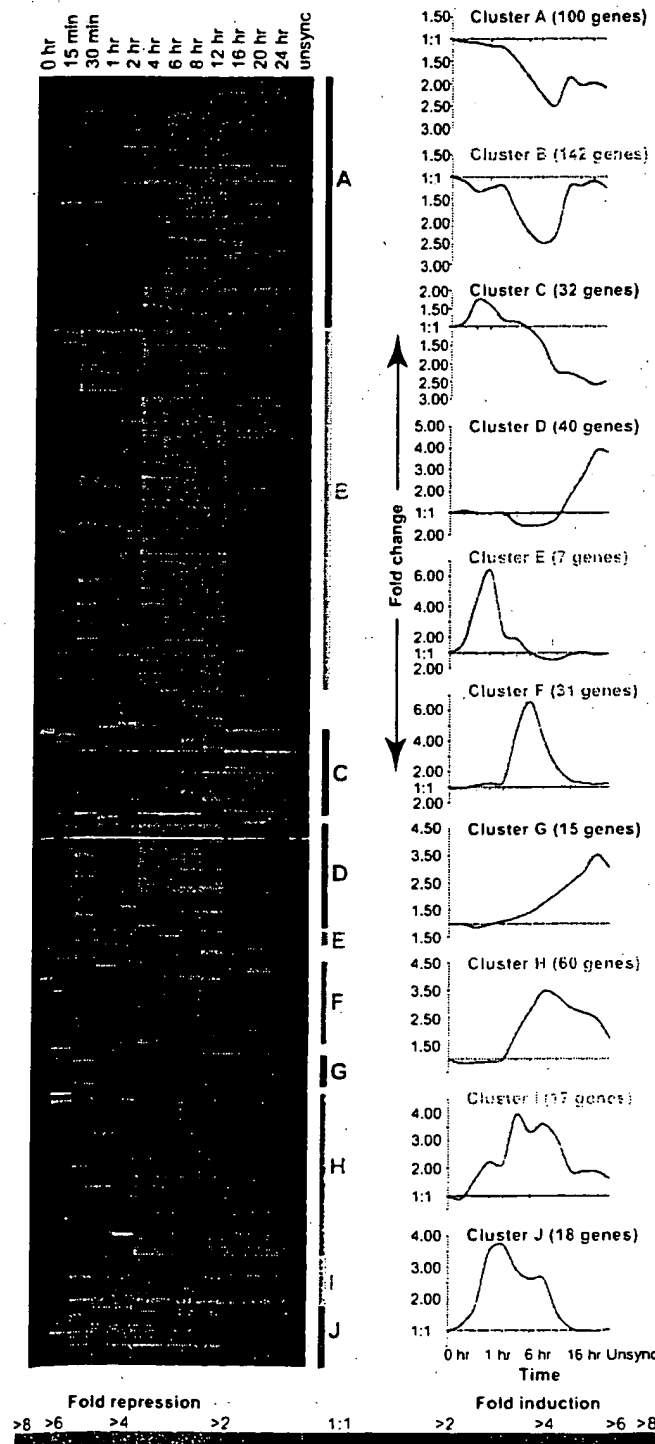 0 hr
15 min
30 min
1 hr
2 hr
4 hr
6 hr
8 hr
12 hr
16 hr
20 hr
24 hr
unsync
A
B
C
D
E
F
G
H
I
J
Fold change
Cluster A (100 genes)
1.50
1:1
1.50
2.00
2.50
3.00
Cluster B (142 genes)
1.50
1:1
1.50
2.00
2.50
3.00
Cluster C (32 genes)
2.00
1.50
1:1
1.50
2.00
2.50
3.00
Cluster D (40 genes)
5.00
4.00
3.00
2.00
1:1
2.00
Cluster E (7 genes)
6.00
4.00
2.00
1:1
2.00
Cluster F (31 genes)
6.00
4.00
2.00
1:1
2.00
Cluster G (15 genes)
4.50
3.50
2.50
1.50
1.50
Cluster H (60 genes)
4.50
3.50
2.50
1.50
Cluster I (17 genes)
4.00
3.00
2.00
1:1
Cluster J (18 genes)
4.00
3.00
2.00
1:1
0 hr 1 hr 6 hr 16 hr Unsync
Time
Fold repression Fold induction
>8 >6 >4 >2 1:1 >2 >4 >6 >8